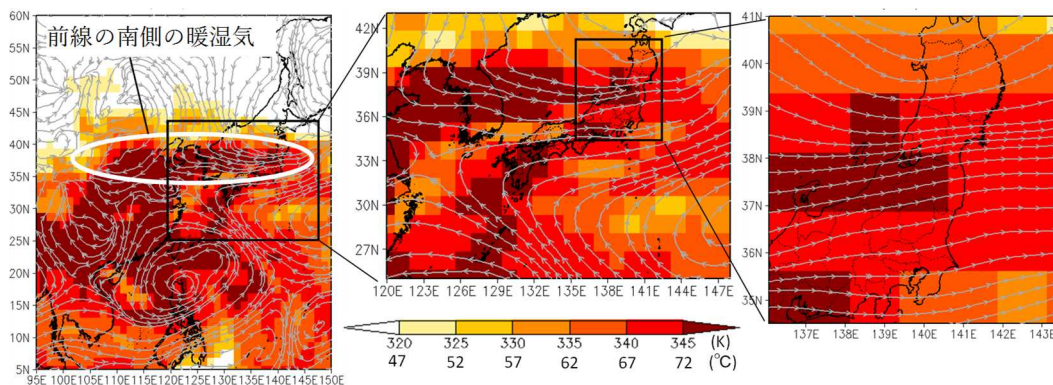 前線の南側の暖湿気
60N
55N
50N
45N
40N
35N
30N
25N
20N
15N
10N
5N
95E 100E 105E 110E 115E 120E 125E 130E 135E 140E 145E 150E
42N
39N
36N
33N
30N
27N
120E 123E 126E 129E 132E 135E 138E 141E 144E 147E
41N
40N
39N
38N
37N
36N
35N
137E 138E 139E 140E 141E 142E 143E
320 325 330 335 340 345 (K)
47 52 57 62 67 72 (℃)